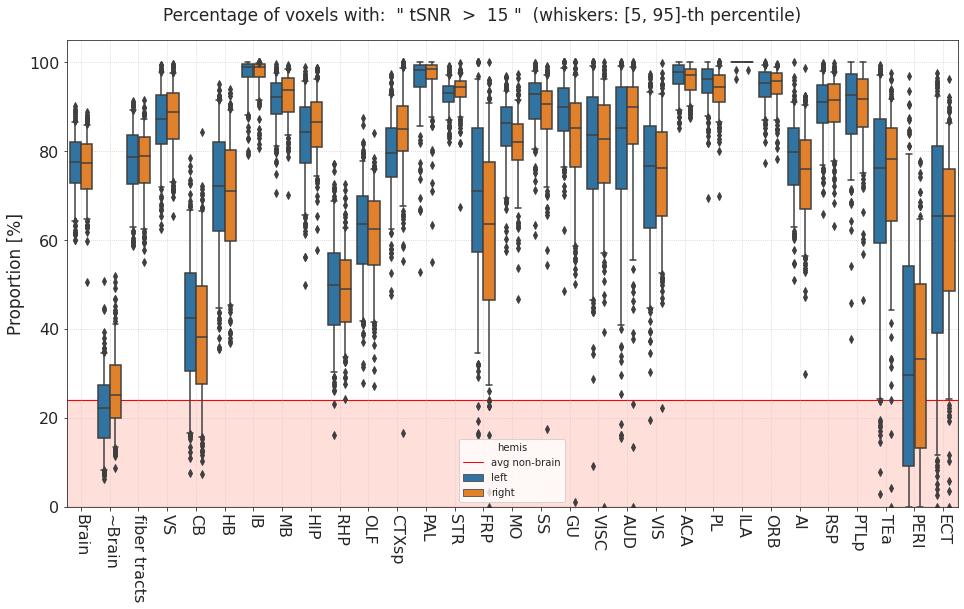 Percentage of voxels with:  " tSNR  >  15 "  (whiskers: [5, 95]-th percentile)
Proportion [%]
100
80
60
40
20
0
hemis
avg non-brain
left
right
Brain
~Brain
fiber tracts
VS
CB
HB
IB
MB
HIP
RHP
OLF
CTXsp
PAL
STR
FRP
MO
SS
GU
VISC
AUD
VIS
ACA
PL
ILA
ORB
AI
RSP
PTLp
TEa
PERI
ECT